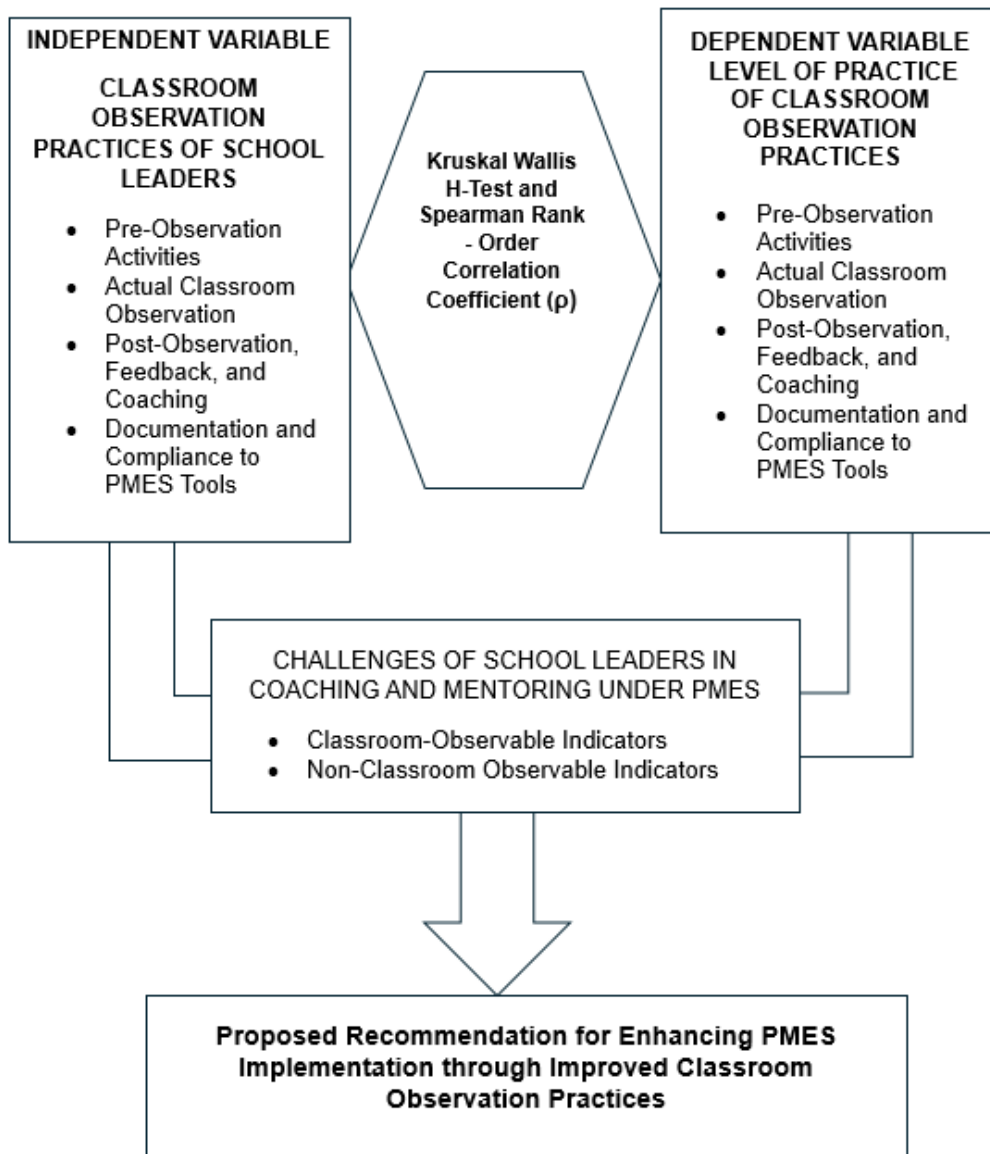 INDEPENDENT VARIABLE
CLASSROOM
OBSERVATION
PRACTICES OF SCHOOL
LEADERS
• Pre-Observation
Activities
• Actual Classroom
Observation
• Post-Observation,
Feedback, and
Coaching
• Documentation and
Compliance to
PMES Tools
Kruskal Wallis
H-Test and
Spearman Rank
- Order
Correlation
Coefficient (ρ)
DEPENDENT VARIABLE
LEVEL OF PRACTICE
OF CLASSROOM
OBSERVATION
PRACTICES
• Pre-Observation
Activities
• Actual Classroom
Observation
• Post-Observation,
Feedback, and
Coaching
• Documentation and
Compliance to
PMES Tools
CHALLENGES OF SCHOOL LEADERS IN
COACHING AND MENTORING UNDER PMES
• Classroom-Observable Indicators
• Non-Classroom Observable Indicators
Proposed Recommendation for Enhancing PMES
Implementation through Improved Classroom
Observation Practices